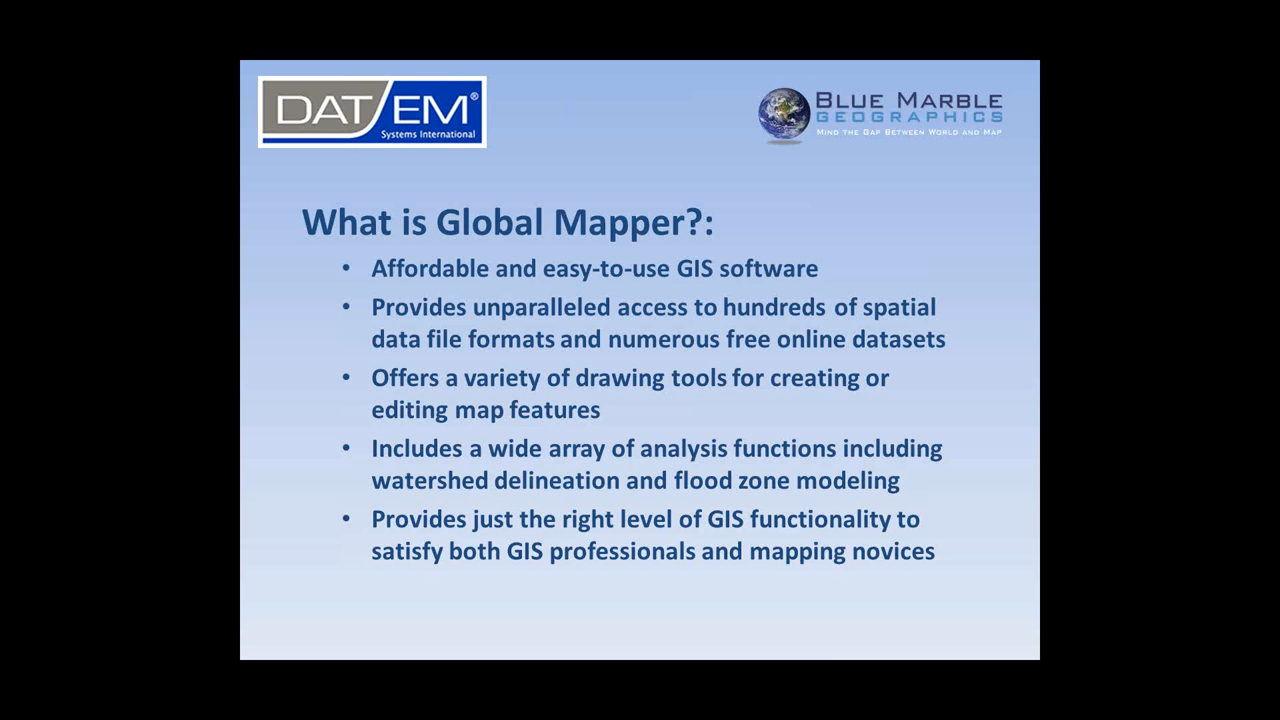 DAT/EM®
Systems International
BLUE MARBLE
GEOGRAPHICS
MIND THE GAP BETWEEN WORLD AND MAP
What is Global Mapper?:
• Affordable and easy-to-use GIS software
• Provides unparalleled access to hundreds of spatial
data file formats and numerous free online datasets
• Offers a variety of drawing tools for creating or
editing map features
• Includes a wide array of analysis functions including
watershed delineation and flood zone modeling
• Provides just the right level of GIS functionality to
satisfy both GIS professionals and mapping novices